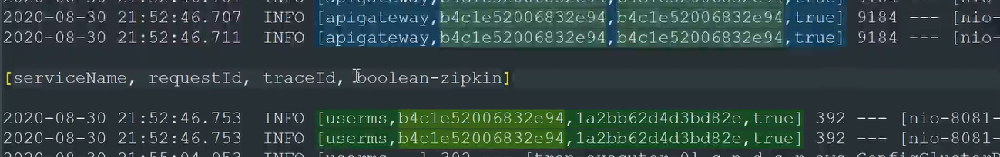 2020-08-30 21:52:46.707 INFO [apigateway,b4c1e52006832e94,b4c1e52006832e94,true] 9184 --- [nio-
2020-08-30 21:52:46.711 INFO [apigateway,b4c1e52006832e94,b4c1e52006832e94,true] 9184 --- [nio-
[serviceName, requestId, traceId, boolean-zipkin]
2020-08-30 21:52:46.753 INFO [userms,b4c1e52006832e94,1a2bb62d4d3bd82e,true] 392 --- [nio-8081-
2020-08-30 21:52:46.753 INFO [userms,b4c1e52006832e94,1a2bb62d4d3bd82e,true] 392 --- [nio-8081-